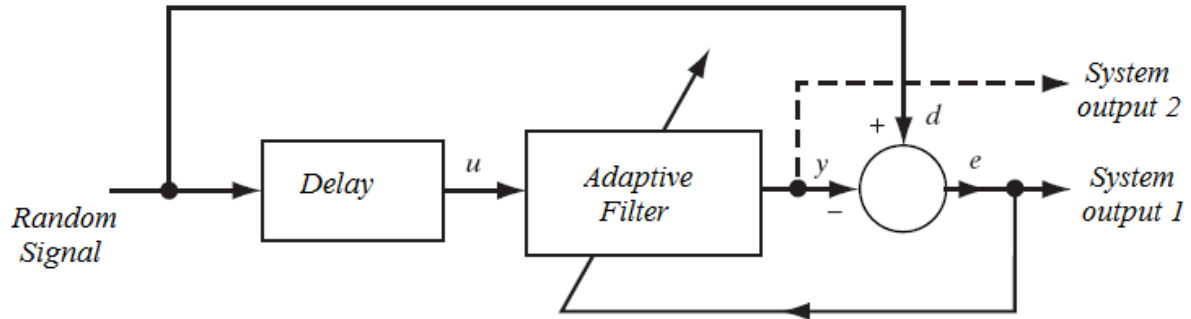 System
output 2
+
d
Delay
u
Adaptive
Filter
y
−
e
System
output 1
Random
Signal